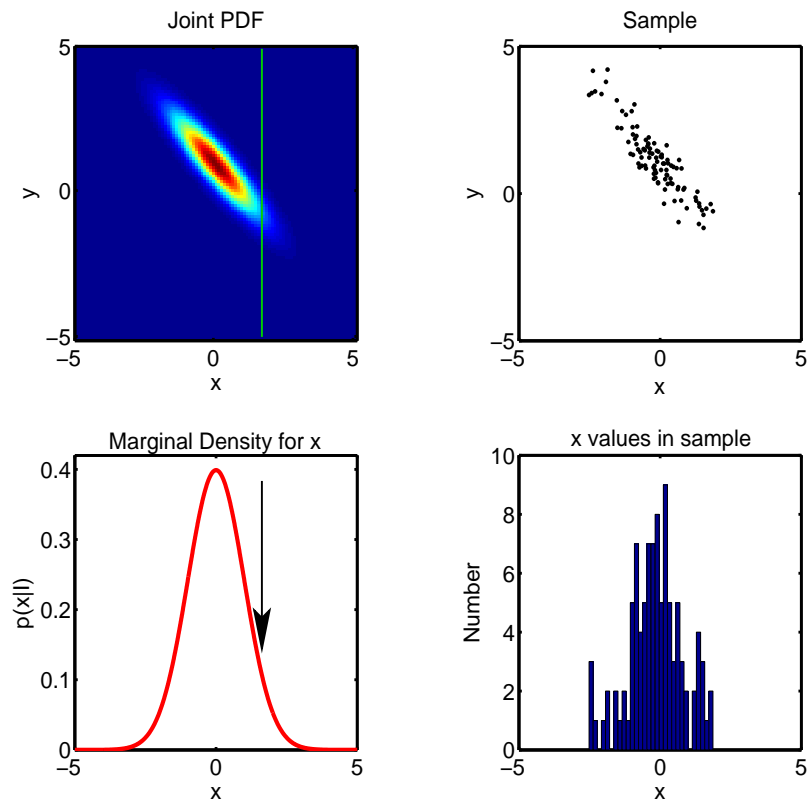 Joint PDF
5
0
−5
y
−5
0
5
x
Sample
5
0
−5
y
−5
0
5
x
Marginal Density for x
0.4
0.3
0.2
0.1
0
p(x|I)
−5
0
5
x
x values in sample
10
8
6
4
2
0
Number
−5
0
5
x